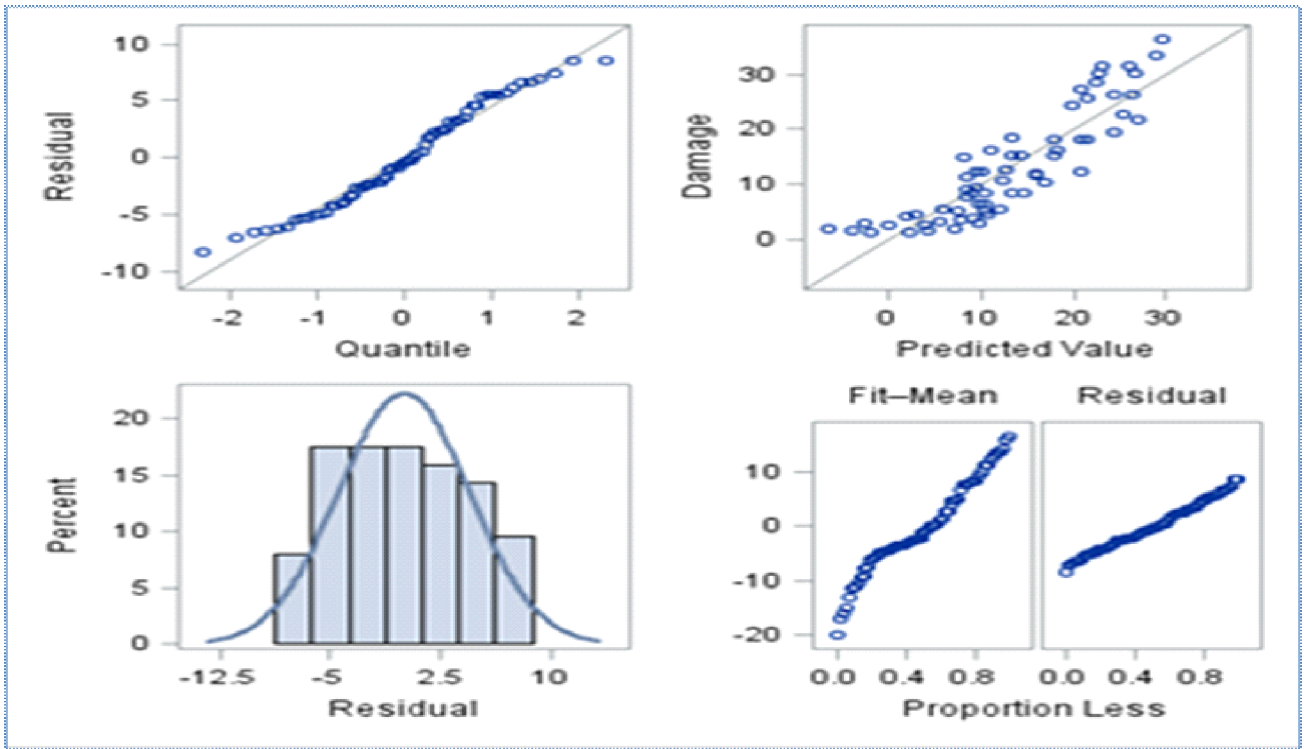 10
5
0
-5
-10
Residual
-2 -1 0 1 2
Quantile
30
20
10
0
Damage
0 10 20 30
Predicted Value
20
15
10
5
0
Percent
-12.5 -5 2.5 10
Residual
Fit–Mean Residual
10
0
-10
-20
0.0 0.4 0.8 0.0 0.4 0.8
Proportion Less